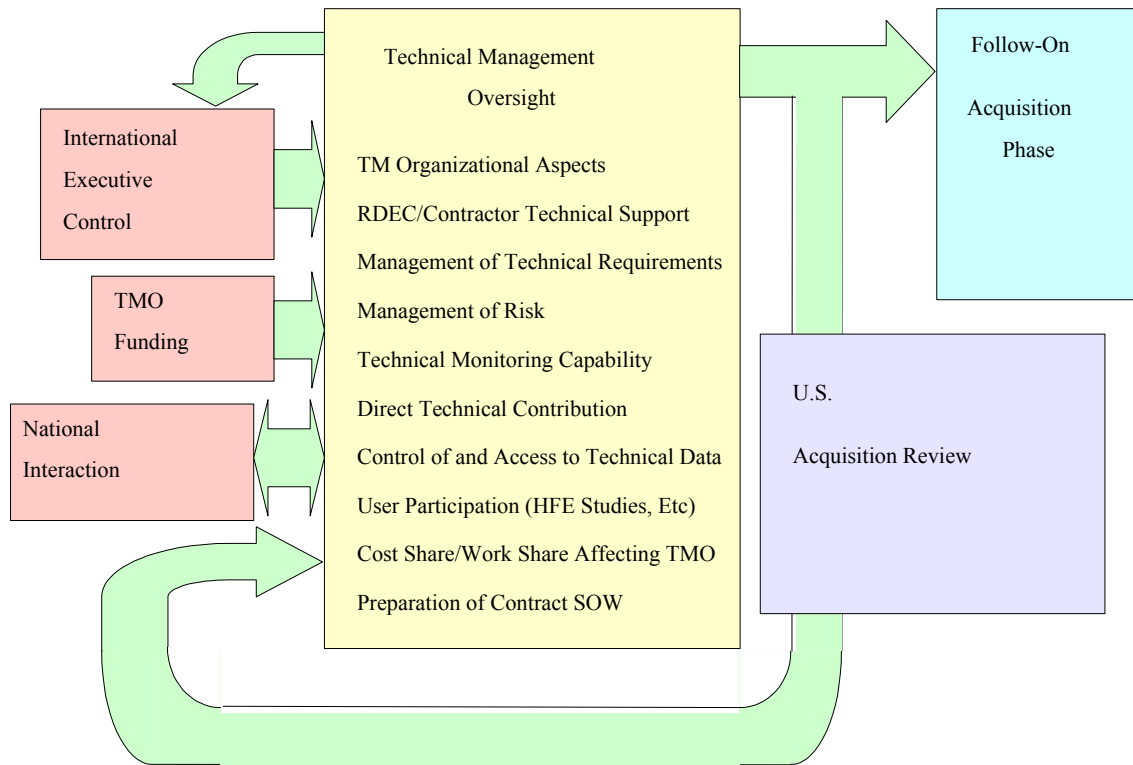 Technical Management
Oversight
TM Organizational Aspects
RDEC/Contractor Technical Support
Management of Technical Requirements
Management of Risk
Technical Monitoring Capability
Direct Technical Contribution
Control of and Access to Technical Data
User Participation (HFE Studies, Etc)
Cost Share/Work Share Affecting TMO
Preparation of Contract SOW
International
Executive
Control
TMO
Funding
National
Interaction
Follow-On
Acquisition
Phase
U.S.
Acquisition Review